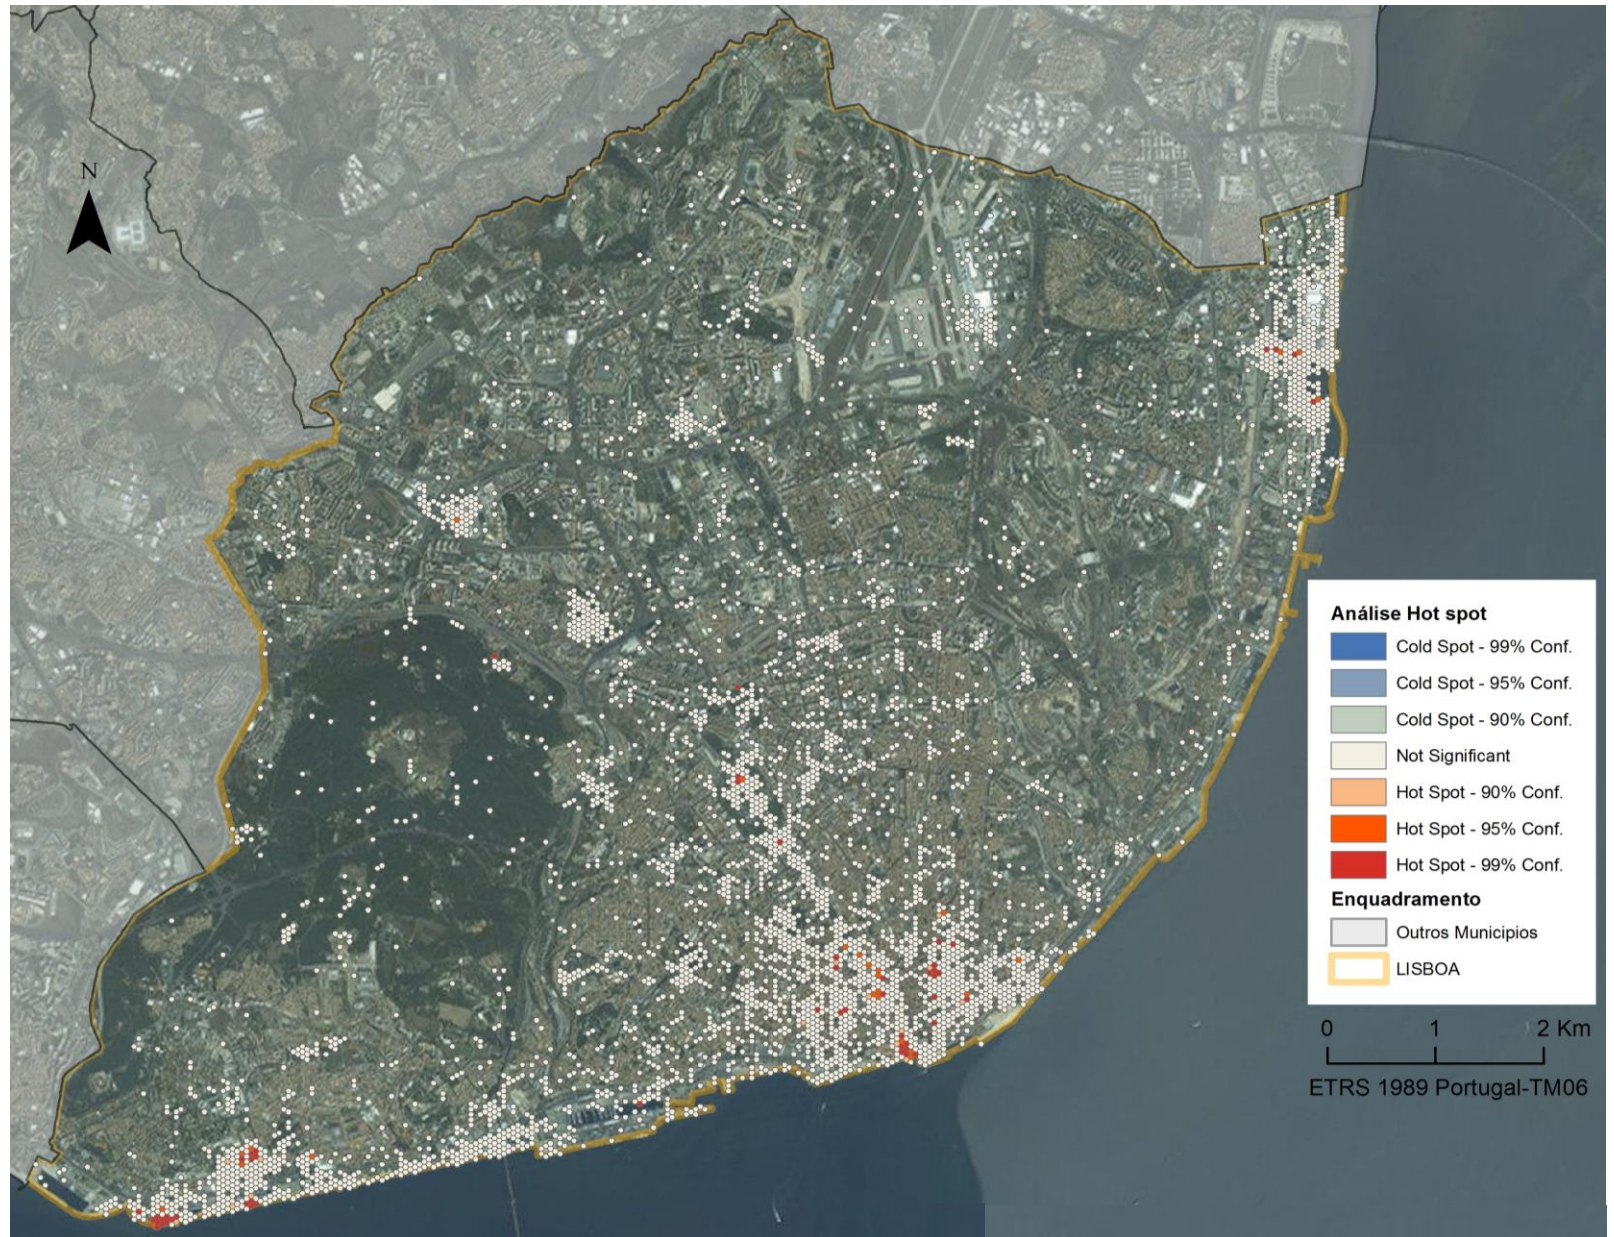 N
Análise Hot spot
Cold Spot - 99% Conf.
Cold Spot - 95% Conf.
Cold Spot - 90% Conf.
Not Significant
Hot Spot - 90% Conf.
Hot Spot - 95% Conf.
Hot Spot - 99% Conf.
Enquadramento
Outros Municipios
LISBOA
0 1 2 Km
ETRS 1989 Portugal-TM06